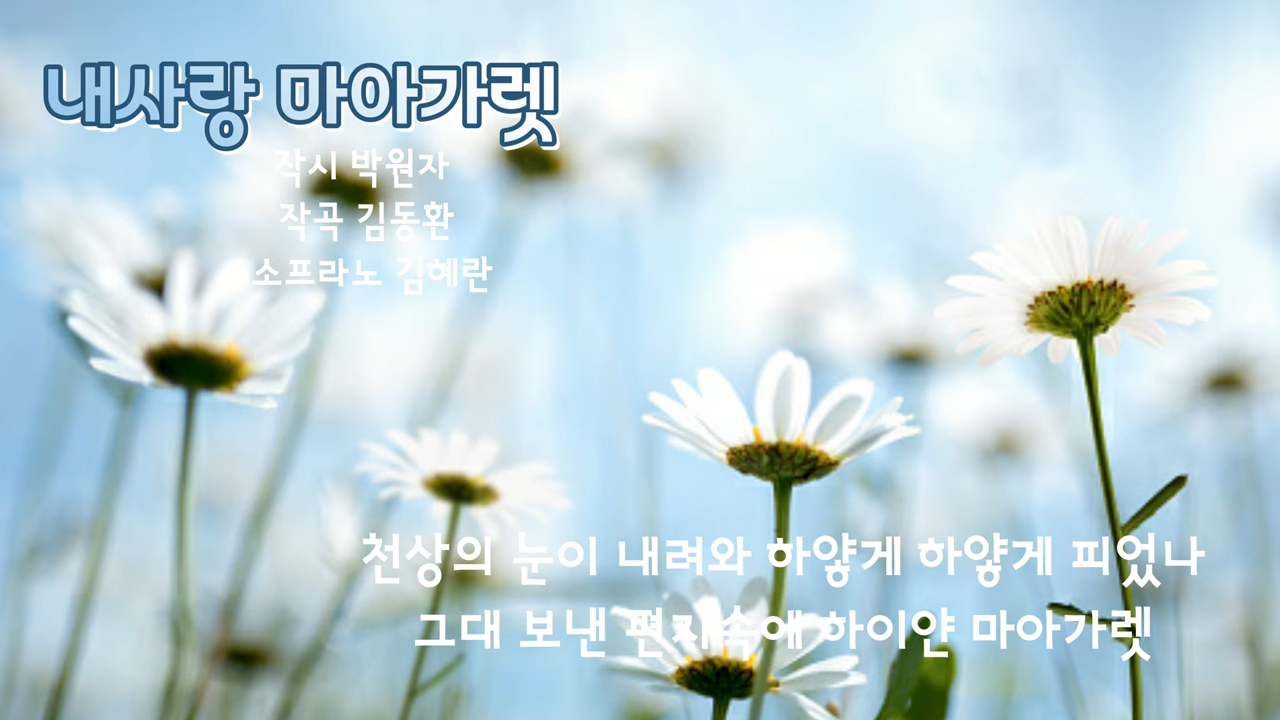 내사랑 마아가렛
작시 박원자
작곡 김동환
소프라노 김혜란
천상의 눈이 내려와 하얗게 하얗게 피었나
그대 보낸 편지속에 하이얀 마아가렛